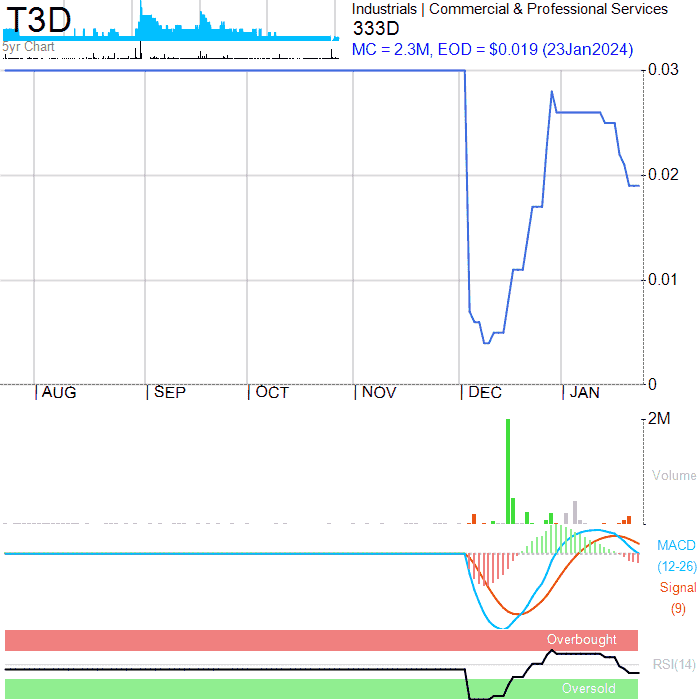 T3D
5yr Chart
Industrials | Commercial & Professional Services
333D
MC = 2.3M, EOD = $0.019 (23Jan2024)
0.03
0.02
0.01
0
AUG SEP OCT NOV DEC JAN
2M
Volume
MACD
(12-26)
Signal
(9)
Overbought
RSI(14)
Oversold